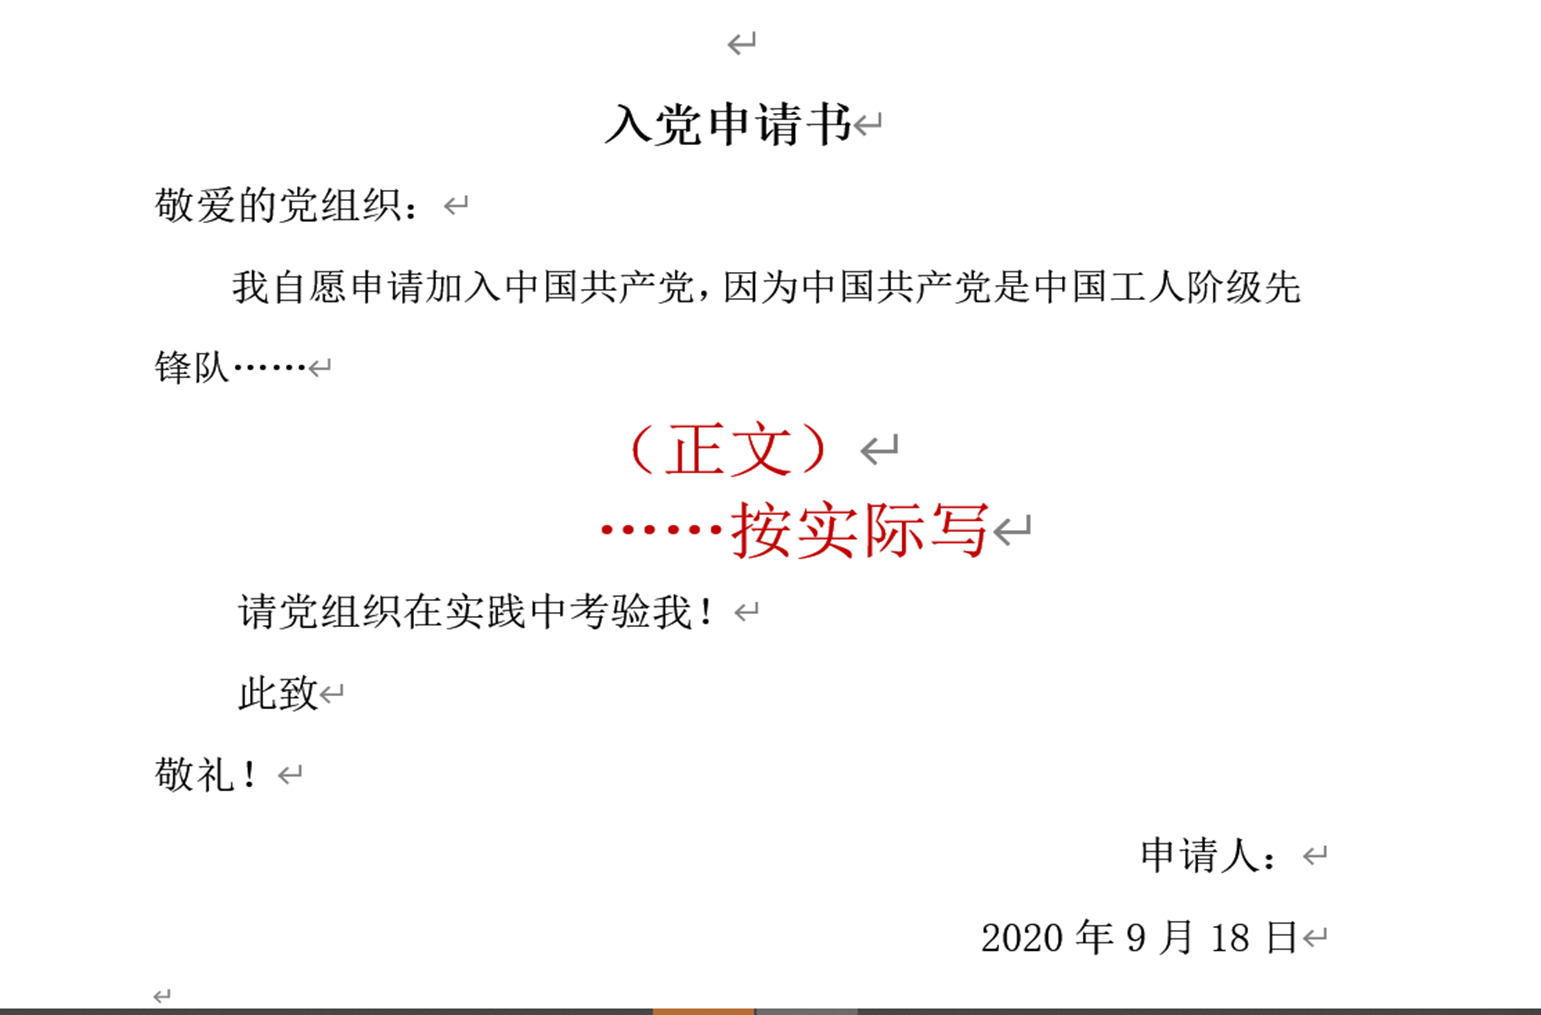 入党申请书
敬爱的党组织：
我自愿申请加入中国共产党，因为中国共产党是中国工人阶级先
锋队……
（正文）
……按实际写
请党组织在实践中考验我！
此致
敬礼！
申请人：
2020 年 9 月 18 日